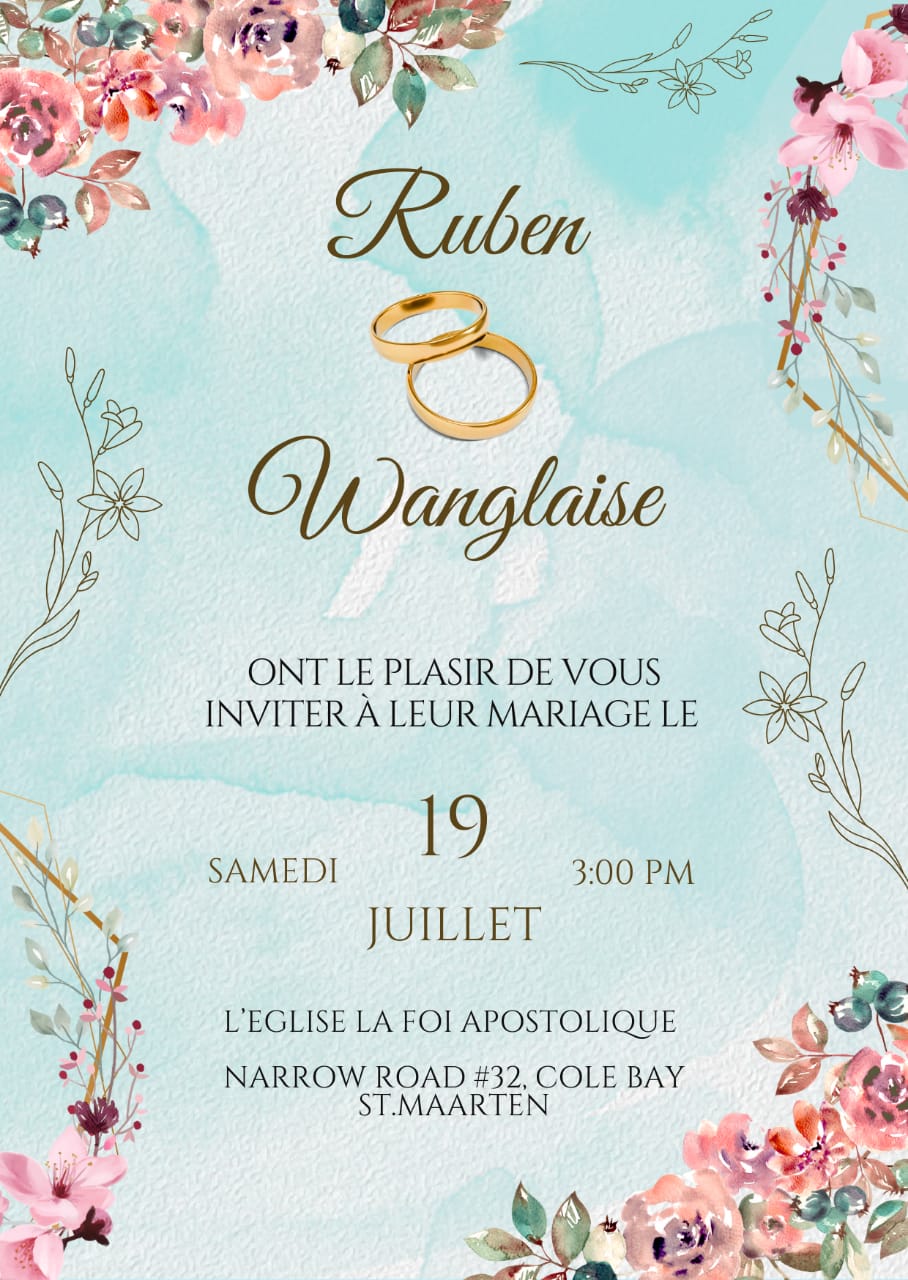 Ruben
Wanglaise
ONT LE PLASIR DE VOUS
INVITER À LEUR MARIAGE LE
19
SAMEDI
3:00 PM
JUILLET
L'EGLISE LA FOI APOSTOLIQUE
NARROW ROAD #32, COLE BAY
ST.MAARTEN